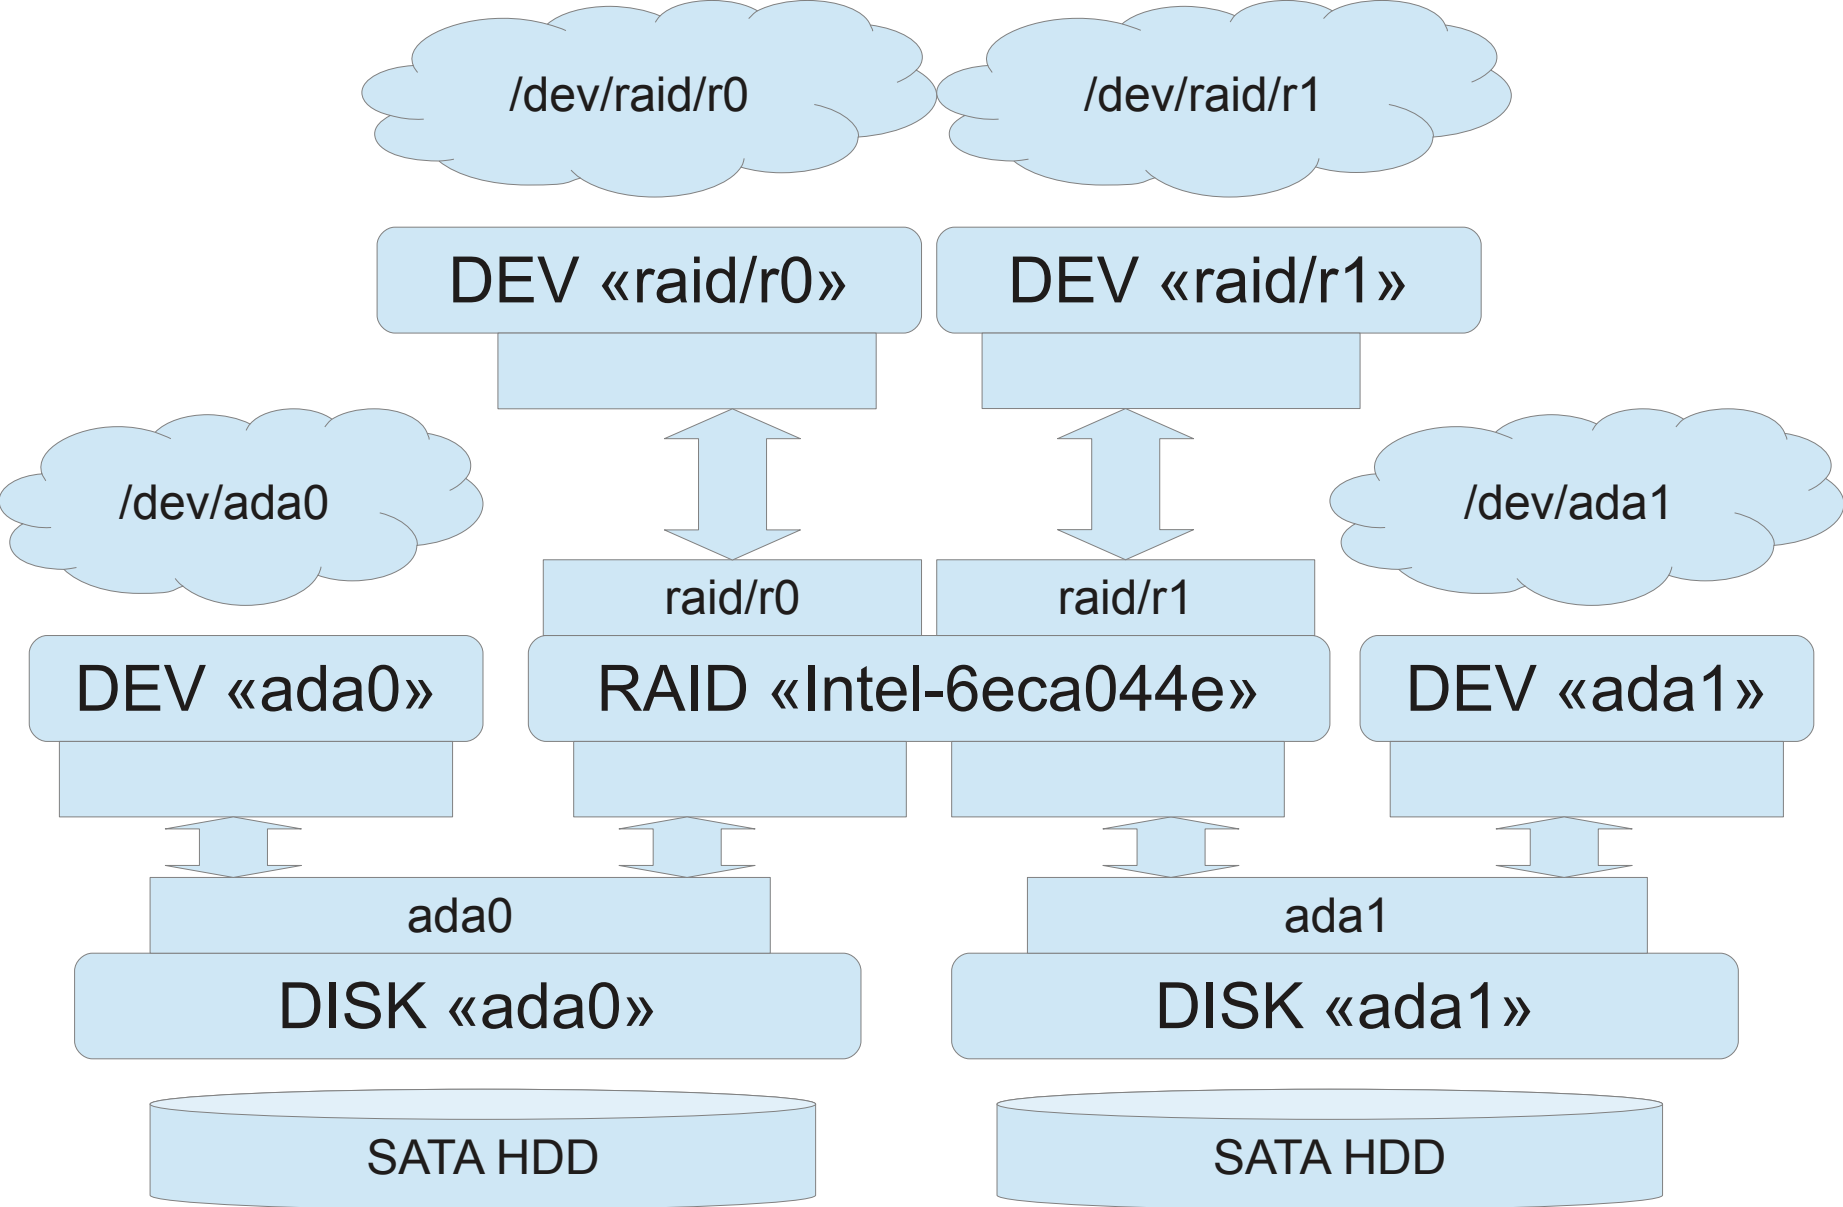 /dev/raid/r0
/dev/raid/r1
DEV «raid/r0»
DEV «raid/r1»
/dev/ada0
/dev/ada1
raid/r0
raid/r1
DEV «ada0»
RAID «Intel-6eca044e»
DEV «ada1»
ada0
ada1
DISK «ada0»
DISK «ada1»
SATA HDD
SATA HDD